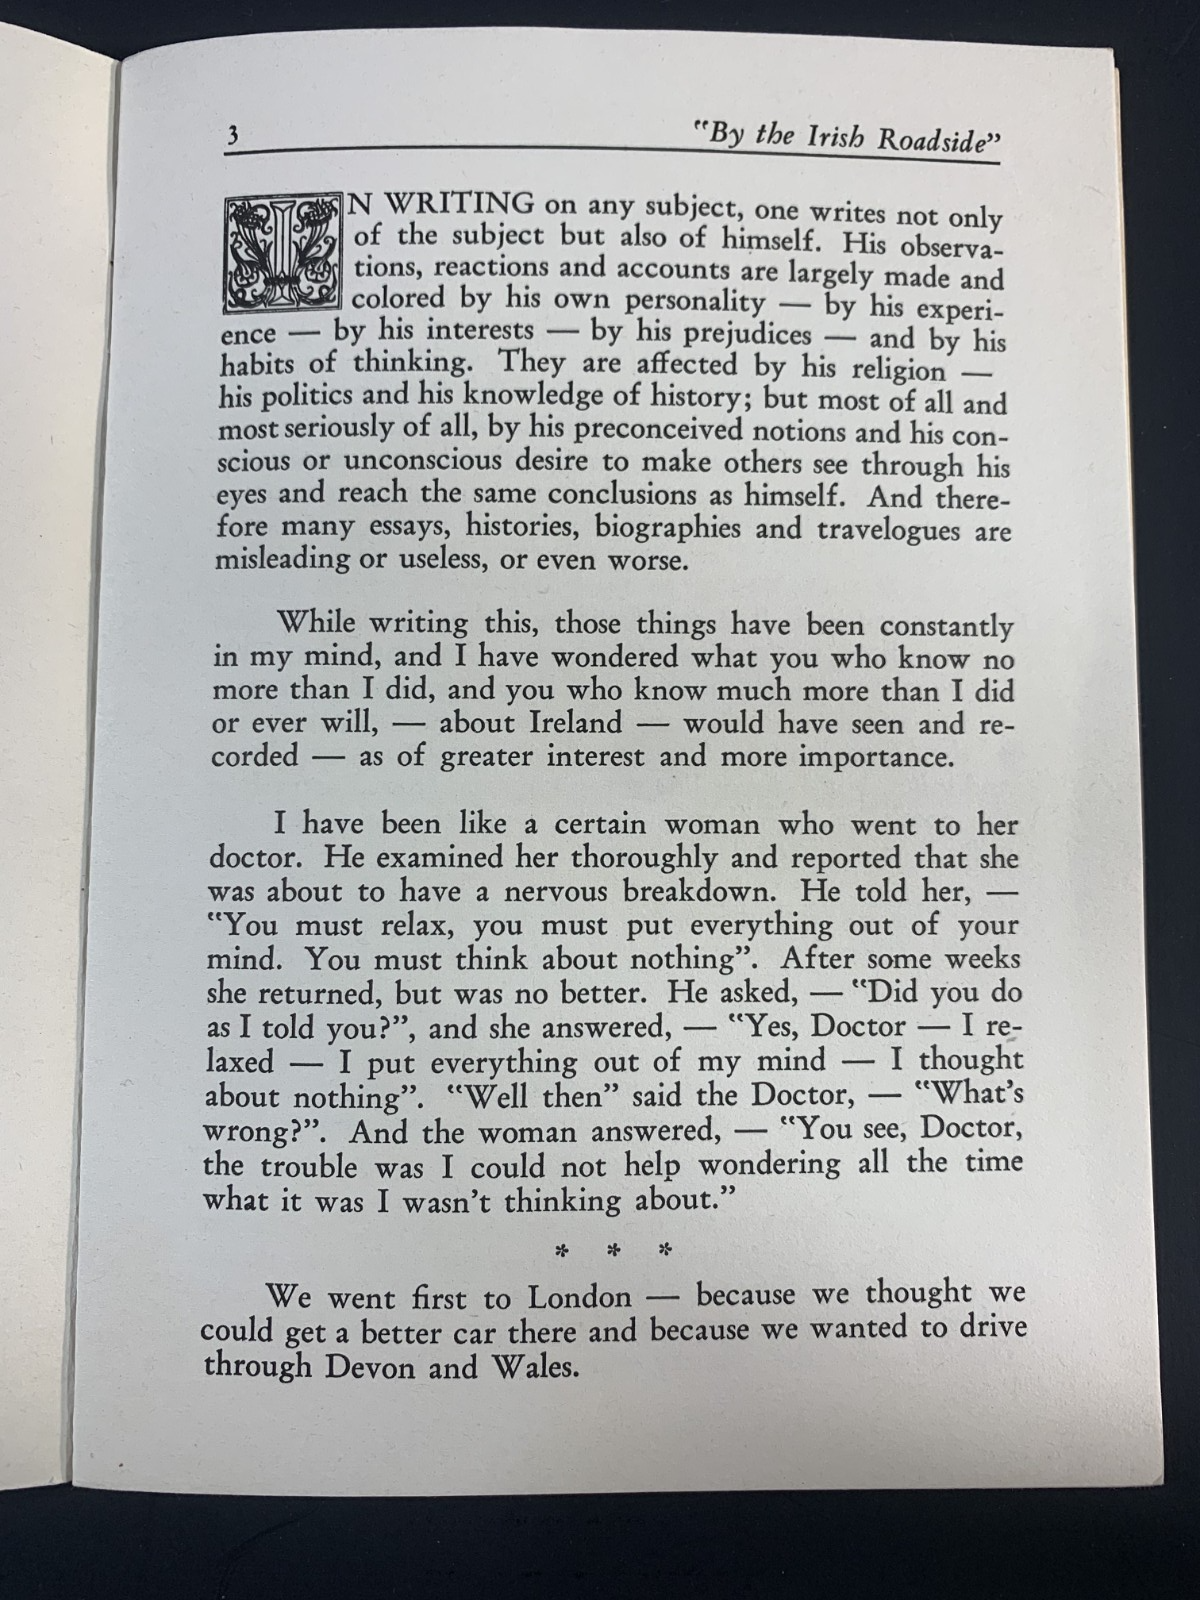 3 "By the Irish Roadside"
IN WRITING on any subject, one writes not only
of the subject but also of himself. His observa-
tions, reactions and accounts are largely made and
colored by his own personality — by his experi-
ence — by his interests — by his prejudices — and by his
habits of thinking. They are affected by his religion —
his politics and his knowledge of history; but most of all and
most seriously of all, by his preconceived notions and his con-
scious or unconscious desire to make others see through his
eyes and reach the same conclusions as himself. And there-
fore many essays, histories, biographies and travelogues are
misleading or useless, or even worse.
While writing this, those things have been constantly
in my mind, and I have wondered what you who know no
more than I did, and you who know much more than I did
or ever will, — about Ireland — would have seen and re-
corded — as of greater interest and more importance.
I have been like a certain woman who went to her
doctor. He examined her thoroughly and reported that she
was about to have a nervous breakdown. He told her, —
"You must relax, you must put everything out of your
mind. You must think about nothing". After some weeks
she returned, but was no better. He asked, — "Did you do
as I told you?", and she answered, — "Yes, Doctor — I re-
laxed — I put everything out of my mind — I thought
about nothing". "Well then" said the Doctor, — "What's
wrong?". And the woman answered, — "You see, Doctor,
the trouble was I could not help wondering all the time
what it was I wasn't thinking about."
* * *
We went first to London — because we thought we
could get a better car there and because we wanted to drive
through Devon and Wales.